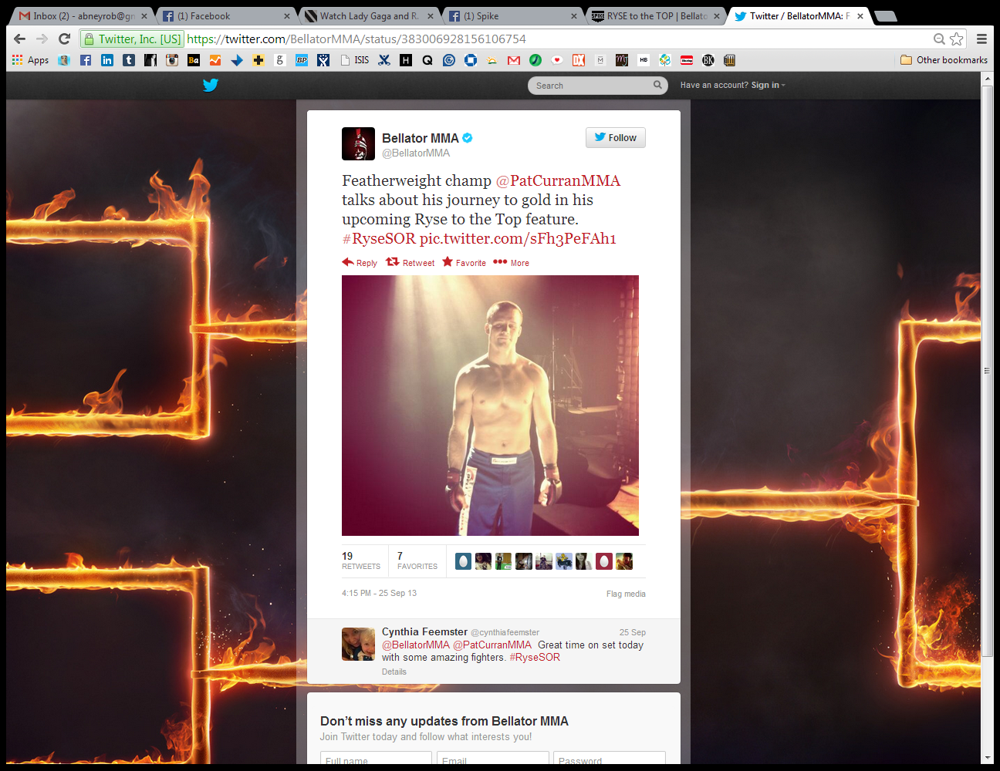 Inbox (2) - abneyrob@gn
(1) Facebook
Watch Lady Gaga and R
(1) Spike
SPIKE RYSE to the TOP | Bellato
Twitter / BellatorMMA: F
Twitter, Inc. [US] https://twitter.com/BellatorMMA/status/383006928156106754
Apps
ISIS
Other bookmarks
Search
Have an account? Sign in
Bellator MMA
@BellatorMMA
Follow
Featherweight champ @PatCurranMMA
talks about his journey to gold in his
upcoming Ryse to the Top feature.
#RyseSOR pic.twitter.com/sFh3PeFAh1
Reply Retweet Favorite More
19 RETWEETS
7 FAVORITES
4:15 PM - 25 Sep 13
Flag media
Cynthia Feemster @cynthiafeemster
25 Sep
@BellatorMMA @PatCurranMMA Great time on set today
with some amazing fighters. #RyseSOR
Details
Don’t miss any updates from Bellator MMA
Join Twitter today and follow what interests you!
Full name
Email
Password